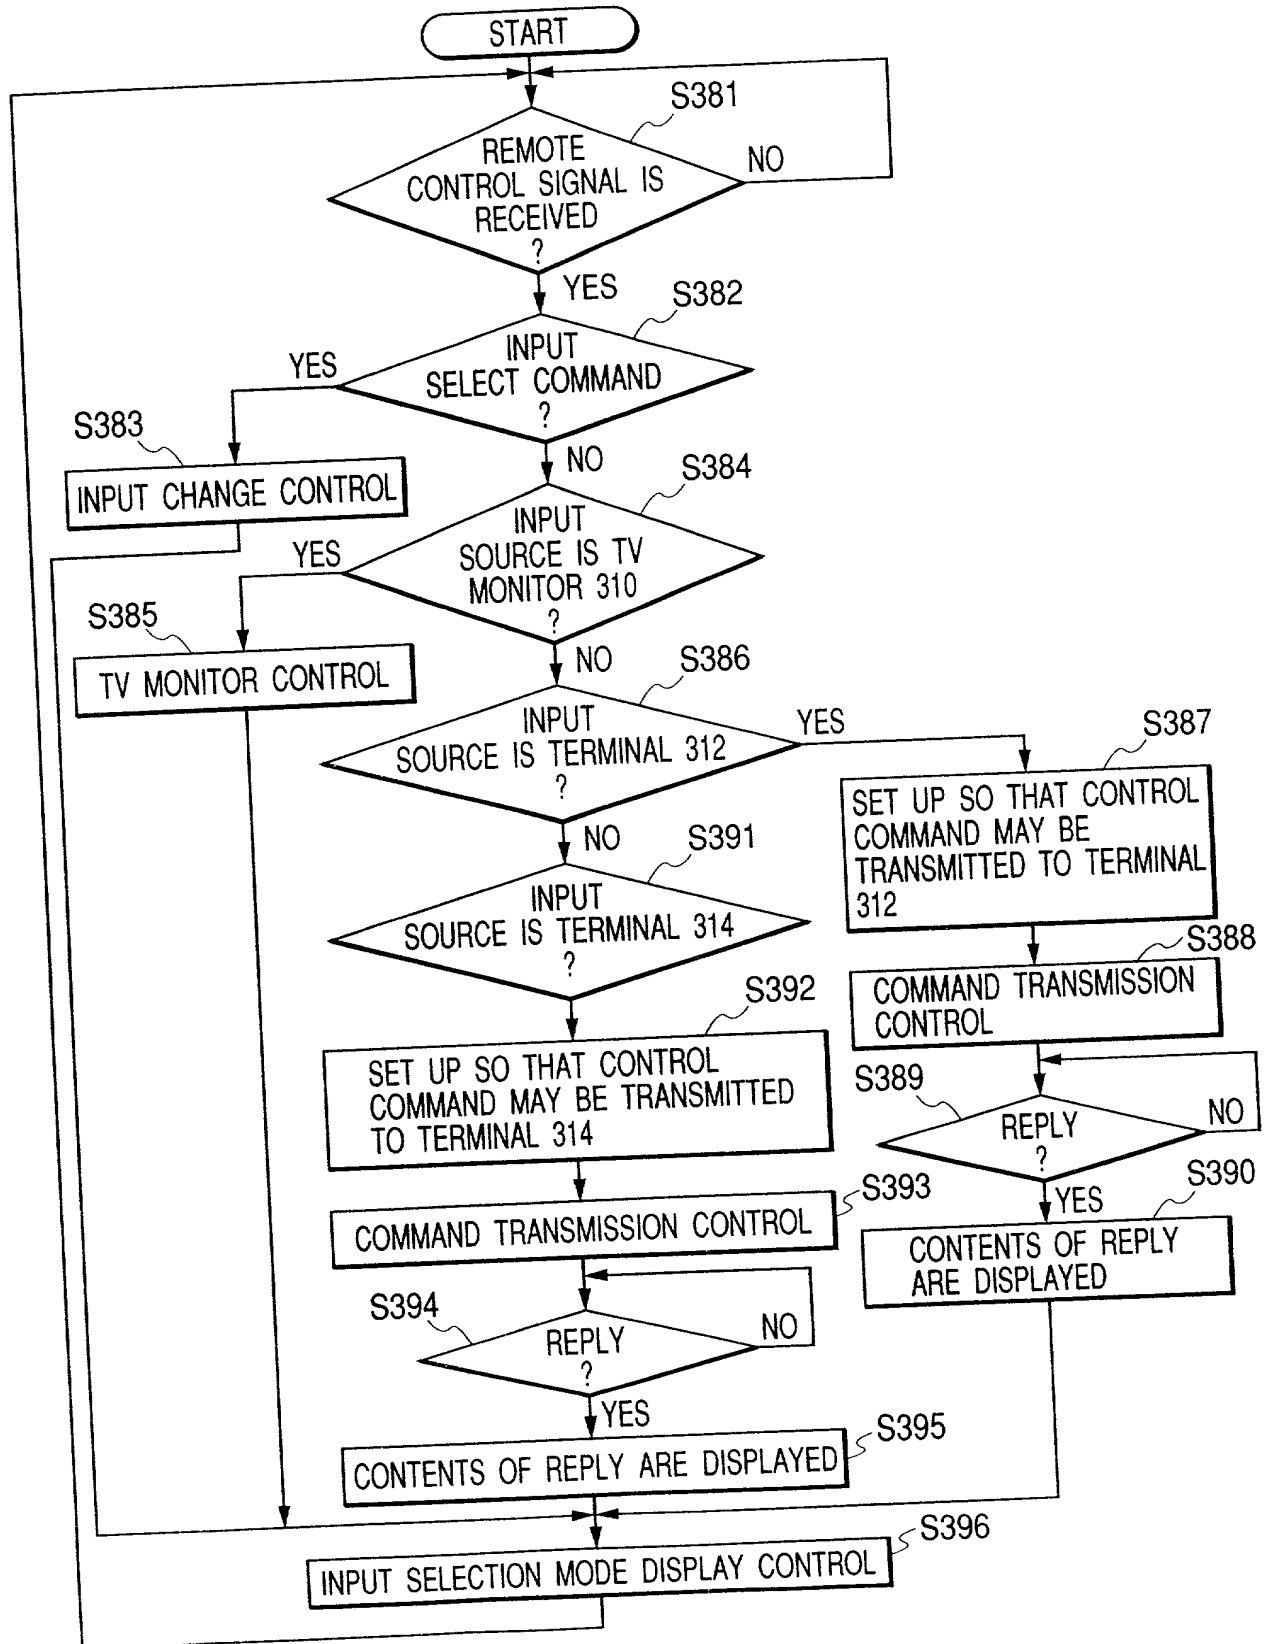 START
S381
REMOTE
CONTROL SIGNAL IS
RECEIVED
?
NO
YES
S382
INPUT
SELECT COMMAND
?
YES
S383
INPUT CHANGE CONTROL
NO
S384
INPUT
SOURCE IS TV
MONITOR 310
?
YES
S385
TV MONITOR CONTROL
NO
S386
INPUT
SOURCE IS TERMINAL 312
?
YES
S387
SET UP SO THAT CONTROL
COMMAND MAY BE
TRANSMITTED TO TERMINAL
312
NO
S391
INPUT
SOURCE IS TERMINAL 314
?
S388
COMMAND TRANSMISSION
CONTROL
S392
SET UP SO THAT CONTROL
COMMAND MAY BE TRANSMITTED
TO TERMINAL 314
S389
REPLY
?
NO
YES
S390
CONTENTS OF REPLY
ARE DISPLAYED
S393
COMMAND TRANSMISSION CONTROL
S394
REPLY
?
NO
YES
S395
CONTENTS OF REPLY ARE DISPLAYED
S396
INPUT SELECTION MODE DISPLAY CONTROL